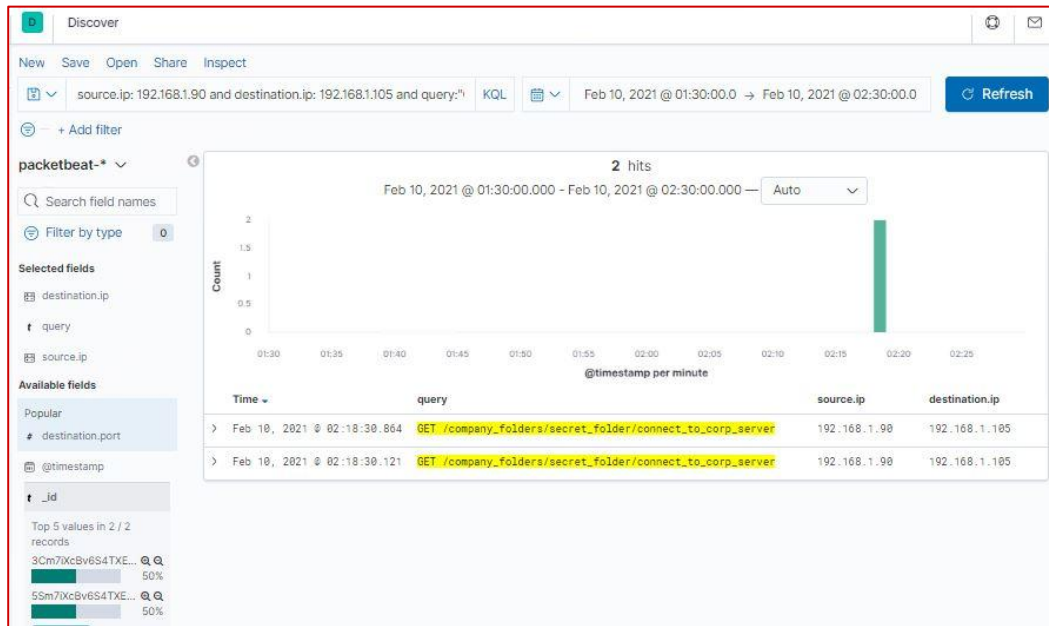 D Discover
New Save Open Share Inspect
source.ip: 192.168.1.90 and destination.ip: 192.168.1.105 and query:"( KQL Feb 10, 2021 @ 01:30:00.0 → Feb 10, 2021 @ 02:30:00.0 Refresh
+ Add filter
packetbeat-*
Search field names
Filter by type 0
Selected fields
destination.ip
t query
source.ip
Available fields
Popular
# destination.port
@timestamp
t _id
Top 5 values in 2 / 2
records
3Cm7iXcBv6S4TXE...
50%
5Sm7iXcBv6S4TXE...
50%
2 hits
Feb 10, 2021 @ 01:30:00.000 - Feb 10, 2021 @ 02:30:00.000 — Auto
Count
2
1.5
1
0.5
0
01:30 01:35 01:40 01:45 01:50 01:55 02:00 02:05 02:10 02:15 02:20 02:25
@timestamp per minute
Time query source.ip destination.ip
> Feb 10, 2021 @ 02:18:30.864 GET /company_folders/secret_folder/connect_to_corp_server 192.168.1.90 192.168.1.105
> Feb 10, 2021 @ 02:18:30.121 GET /company_folders/secret_folder/connect_to_corp_server 192.168.1.90 192.168.1.105